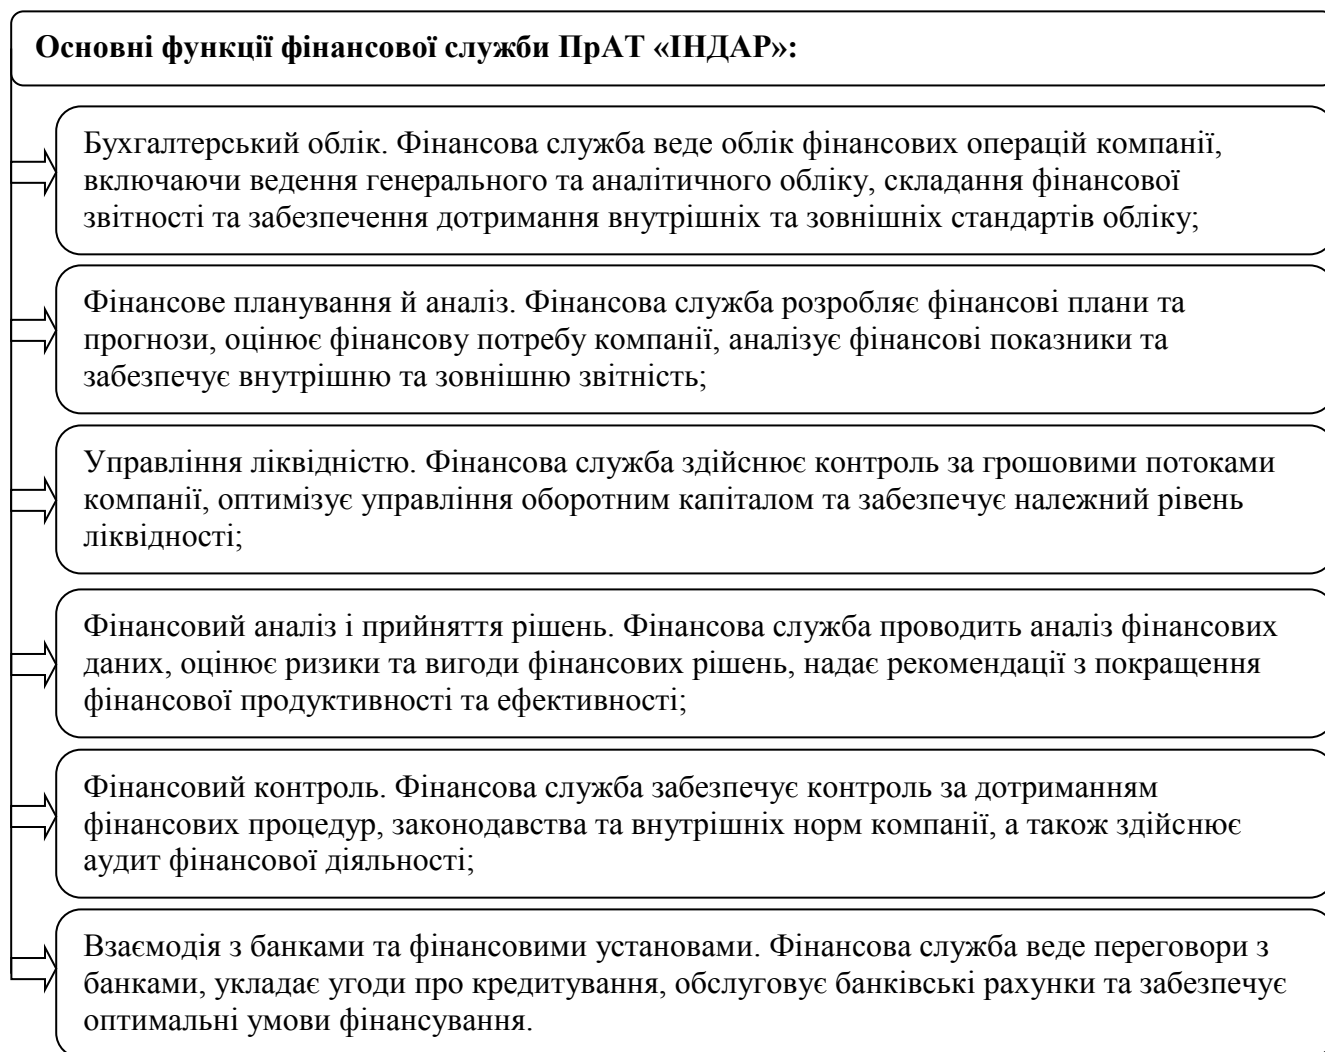 Основні функції фінансової служби ПрАТ «ІНДАР»:
Бухгалтерський облік. Фінансова служба веде облік фінансових операцій компанії,
включаючи ведення генерального та аналітичного обліку, складання фінансової
звітності та забезпечення дотримання внутрішніх та зовнішніх стандартів обліку;
Фінансове планування й аналіз. Фінансова служба розробляє фінансові плани та
прогнози, оцінює фінансову потребу компанії, аналізує фінансові показники та
забезпечує внутрішню та зовнішню звітність;
Управління ліквідністю. Фінансова служба здійснює контроль за грошовими потоками
компанії, оптимізує управління оборотним капіталом та забезпечує належний рівень
ліквідності;
Фінансовий аналіз і прийняття рішень. Фінансова служба проводить аналіз фінансових
даних, оцінює ризики та вигоди фінансових рішень, надає рекомендації з покращення
фінансової продуктивності та ефективності;
Фінансовий контроль. Фінансова служба забезпечує контроль за дотриманням
фінансових процедур, законодавства та внутрішніх норм компанії, а також здійснює
аудит фінансової діяльності;
Взаємодія з банками та фінансовими установами. Фінансова служба веде переговори з
банками, укладає угоди про кредитування, обслуговує банківські рахунки та забезпечує
оптимальні умови фінансування.